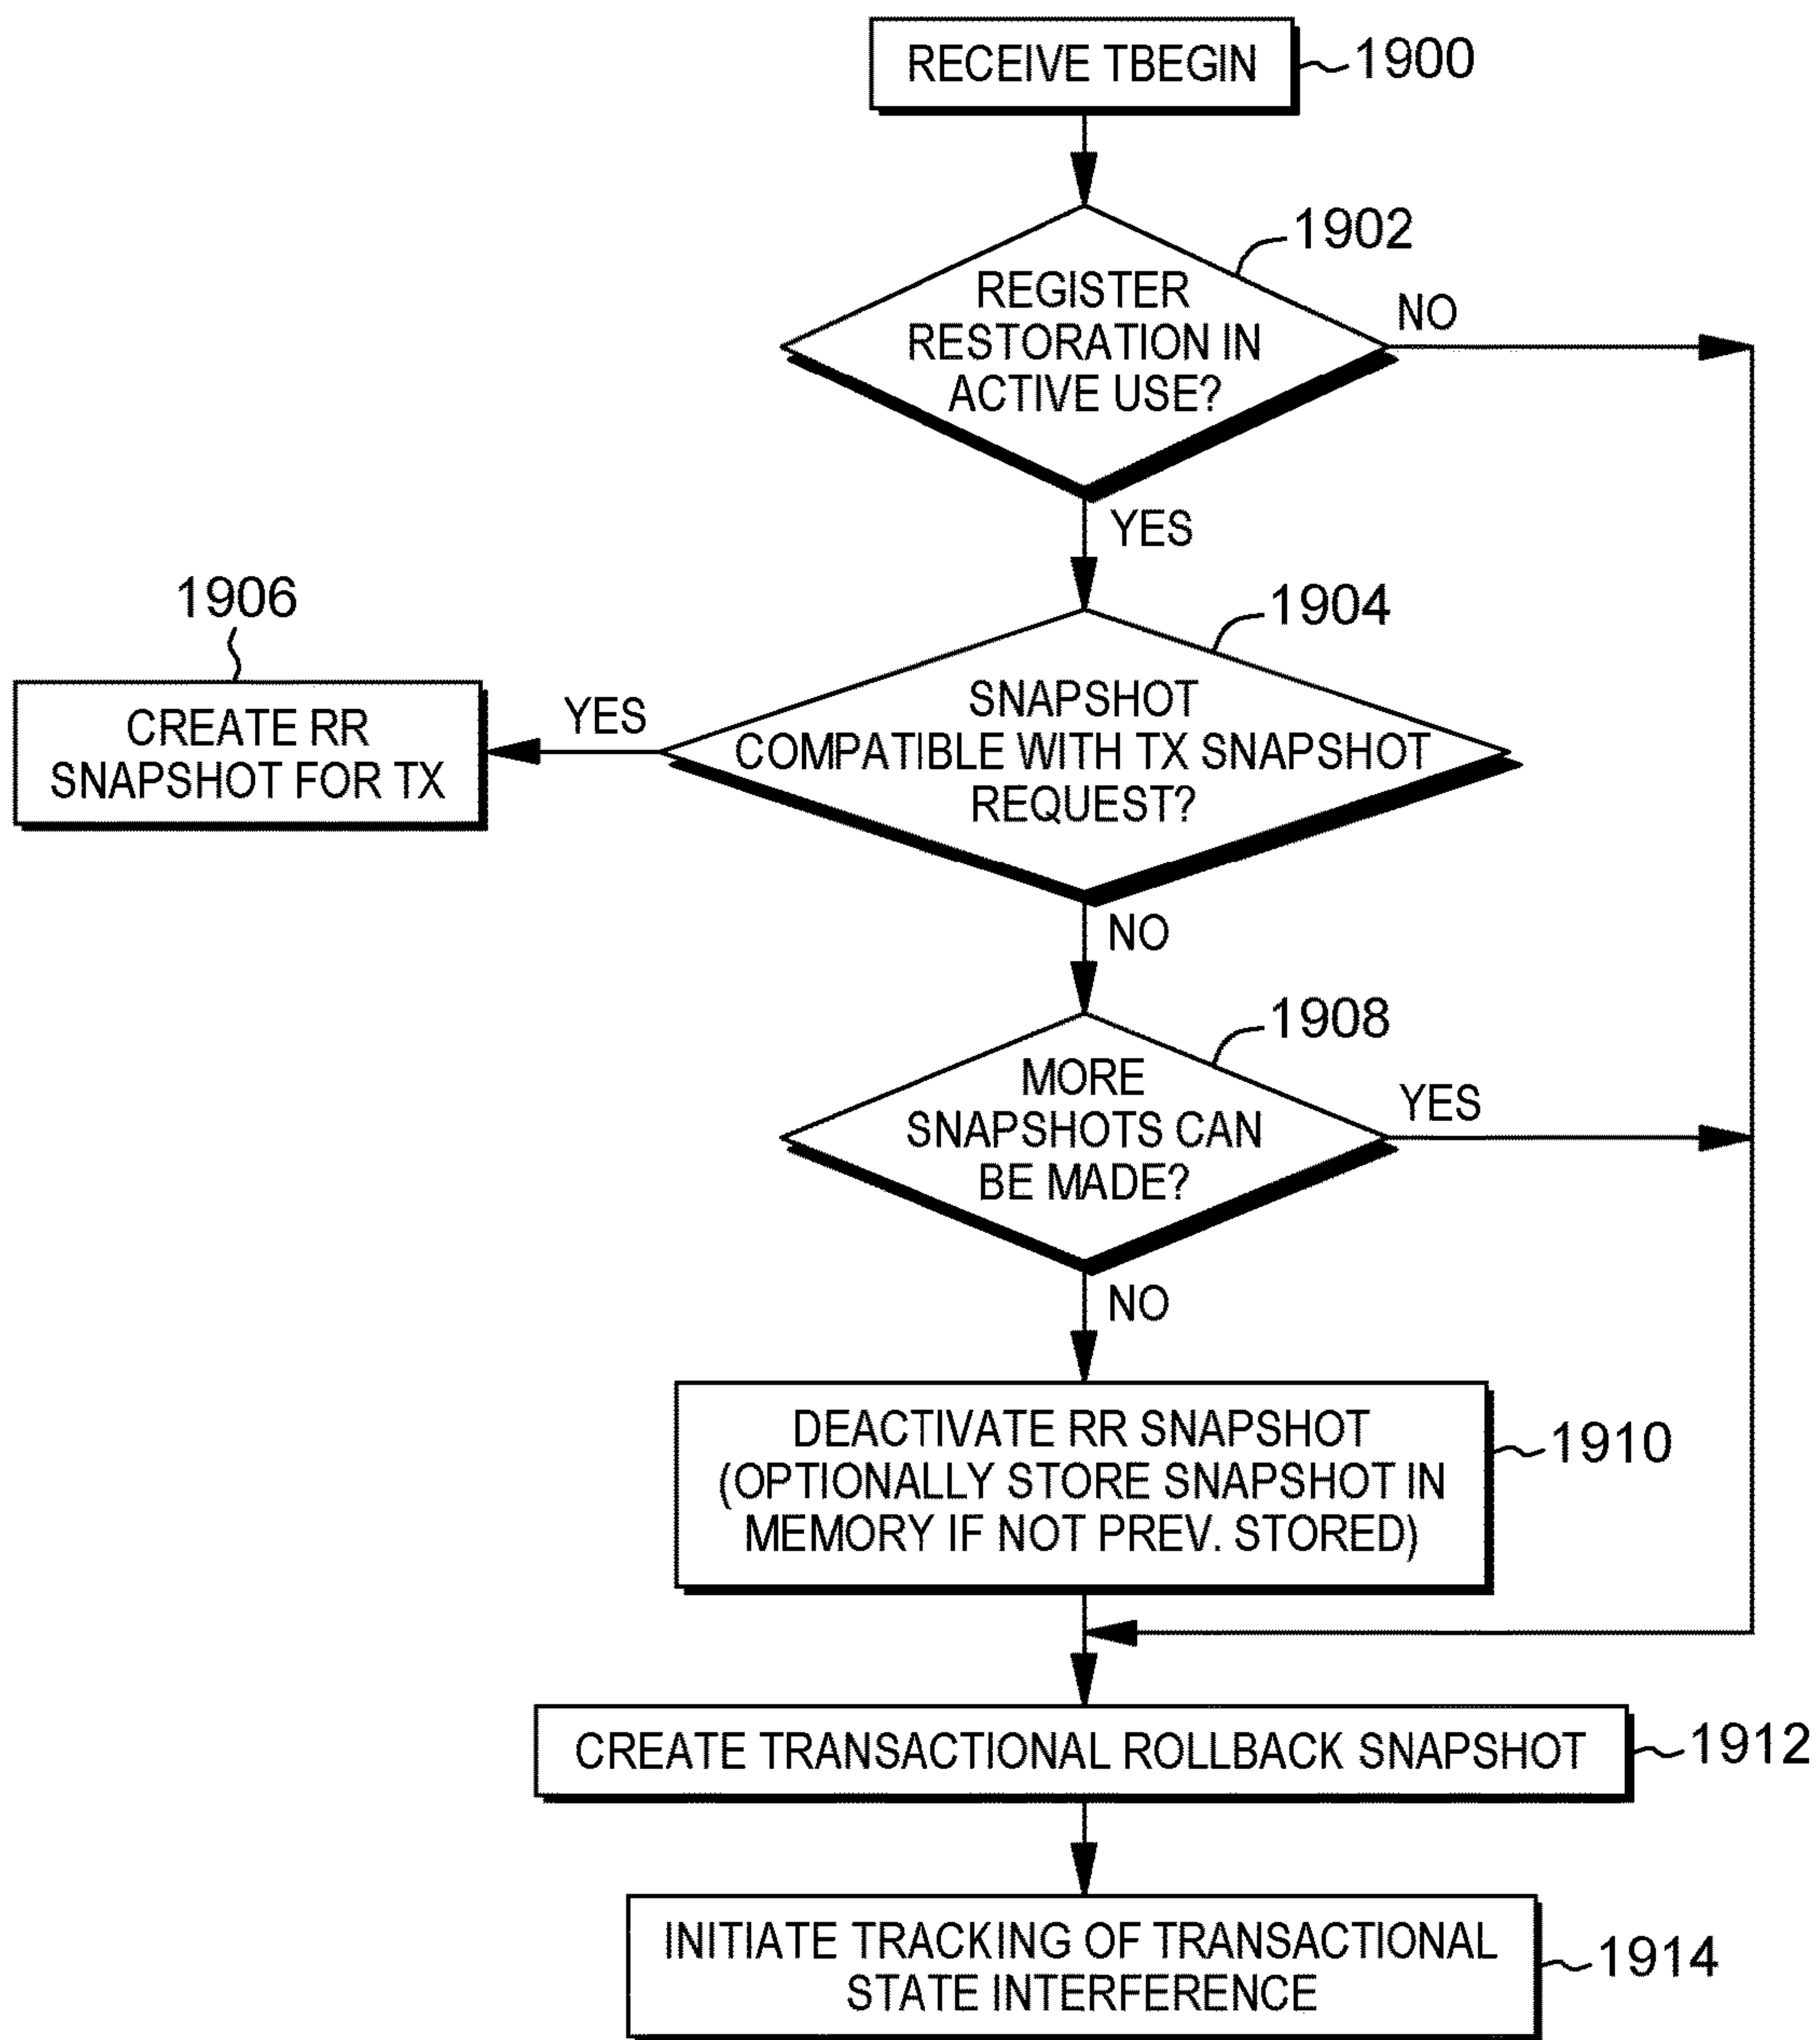 RECEIVE TBEGIN
1900
1902
REGISTER
RESTORATION IN
ACTIVE USE?
NO
YES
1904
1906
SNAPSHOT
COMPATIBLE WITH TX SNAPSHOT
REQUEST?
YES
CREATE RR
SNAPSHOT FOR TX
NO
1908
MORE
SNAPSHOTS CAN
BE MADE?
YES
NO
DEACTIVATE RR SNAPSHOT
(OPTIONALLY STORE SNAPSHOT IN
MEMORY IF NOT PREV. STORED)
1910
CREATE TRANSACTIONAL ROLLBACK SNAPSHOT
1912
INITIATE TRACKING OF TRANSACTIONAL
STATE INTERFERENCE
1914